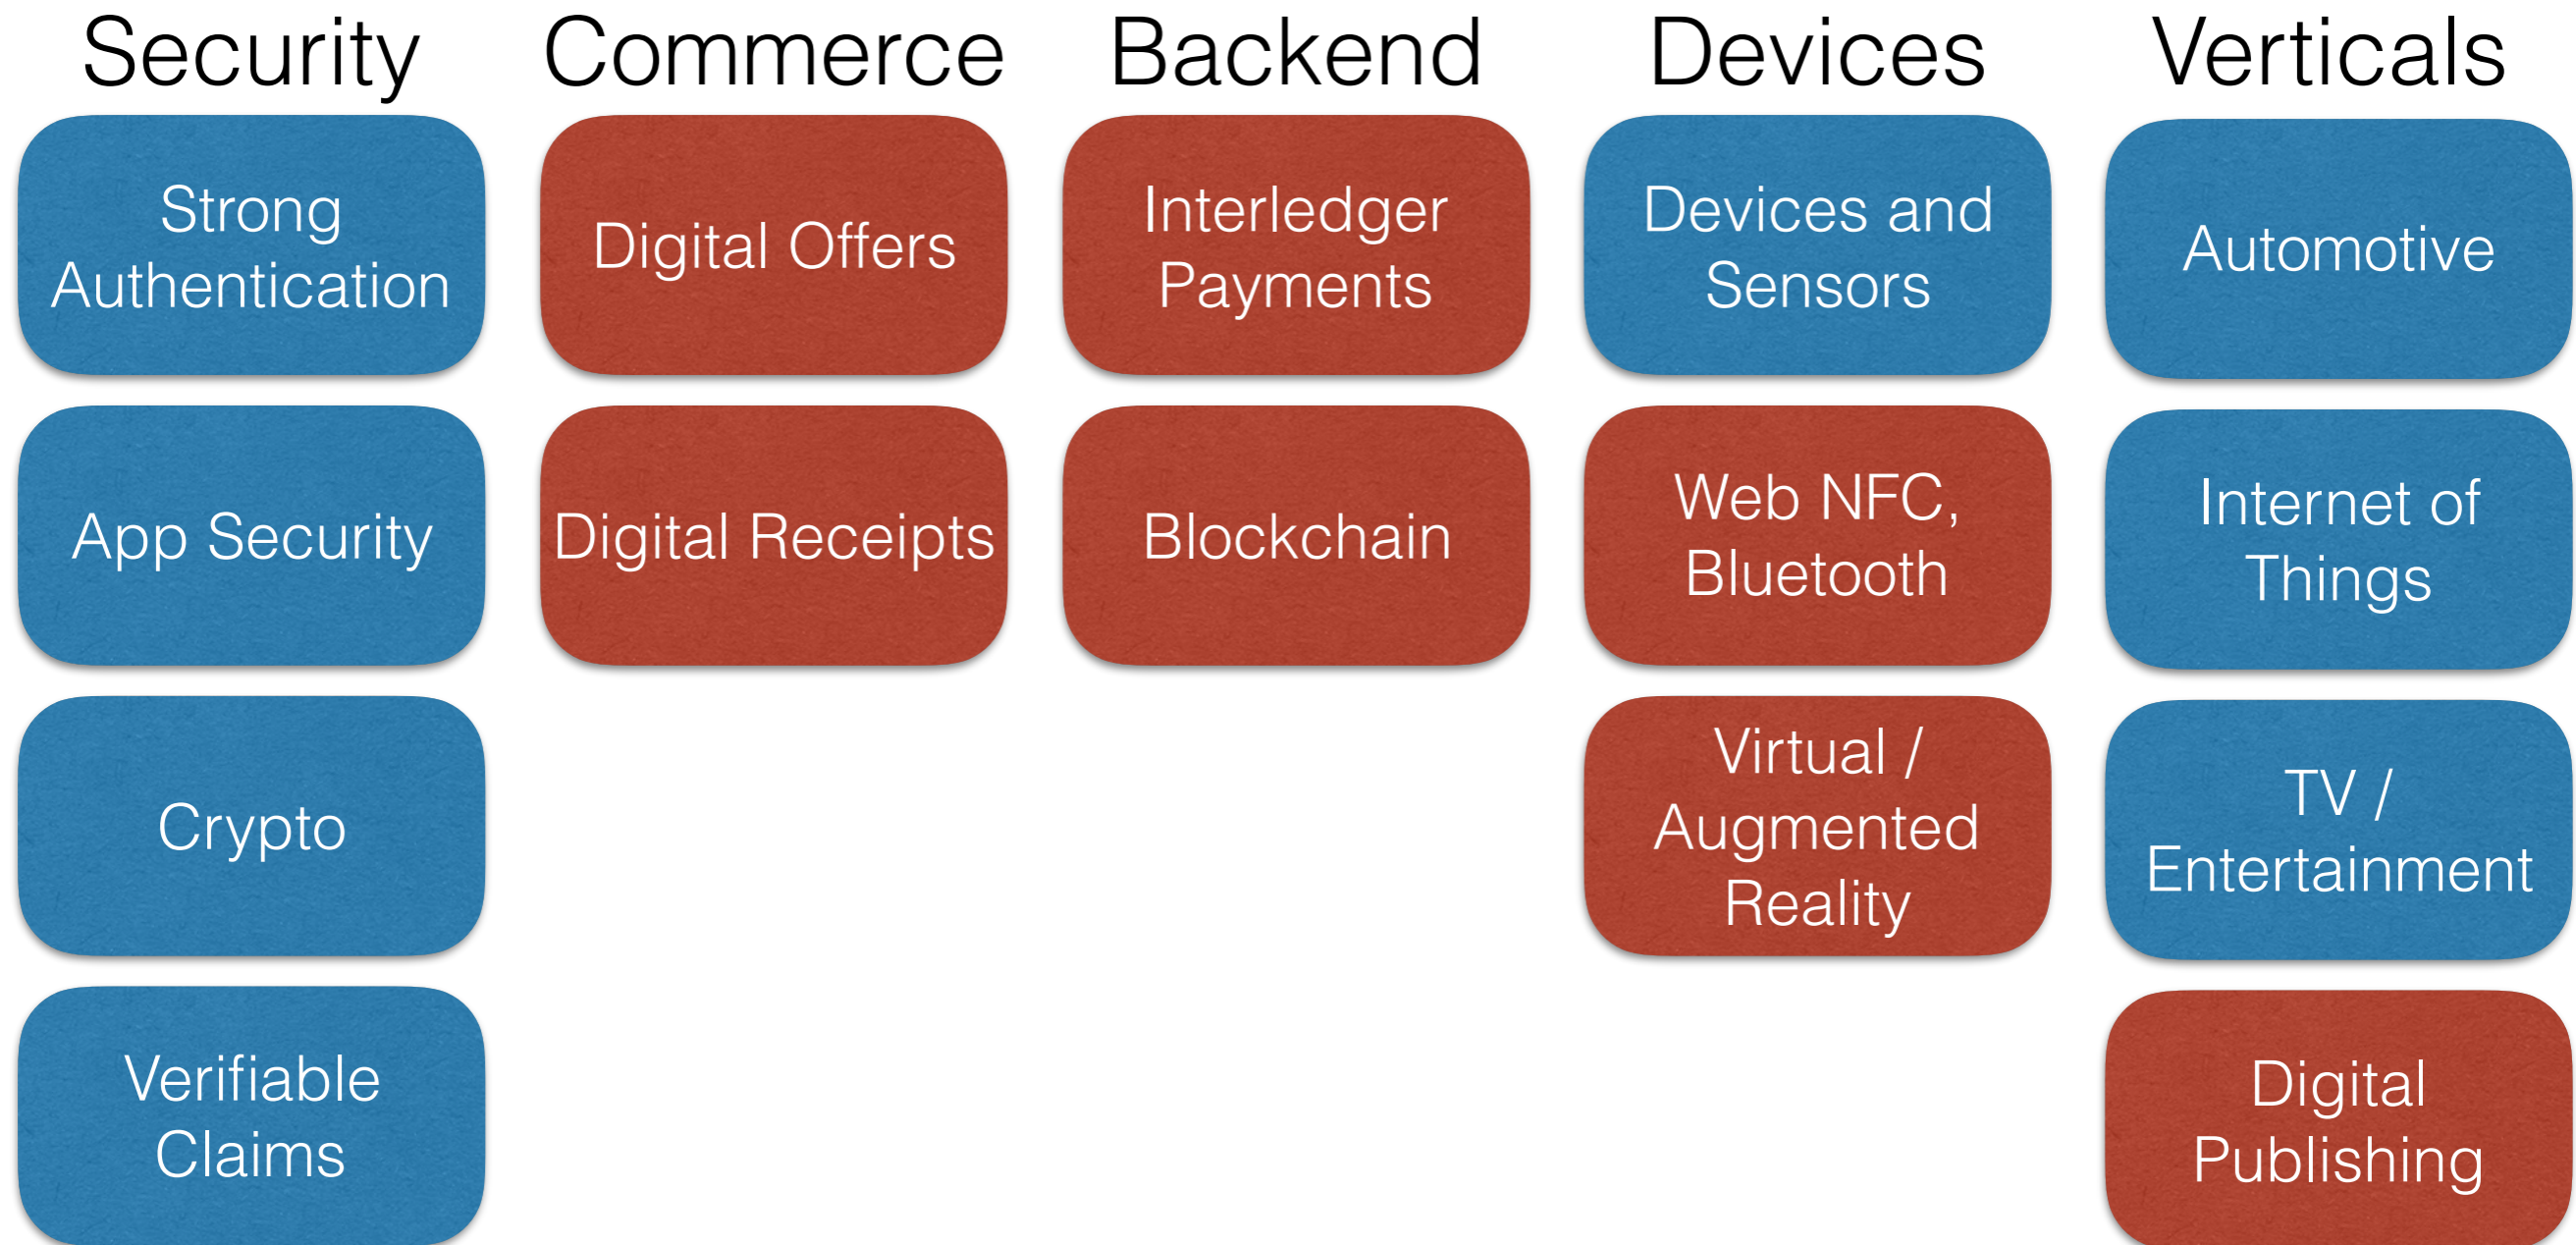 Security
Commerce
Backend
Devices
Verticals
Strong
Authentication
Digital Offers
Interledger
Payments
Devices and
Sensors
Automotive
App Security
Digital Receipts
Blockchain
Web NFC,
Bluetooth
Internet of
Things
Crypto
Virtual /
Augmented
Reality
TV /
Entertainment
Verifiable
Claims
Digital
Publishing